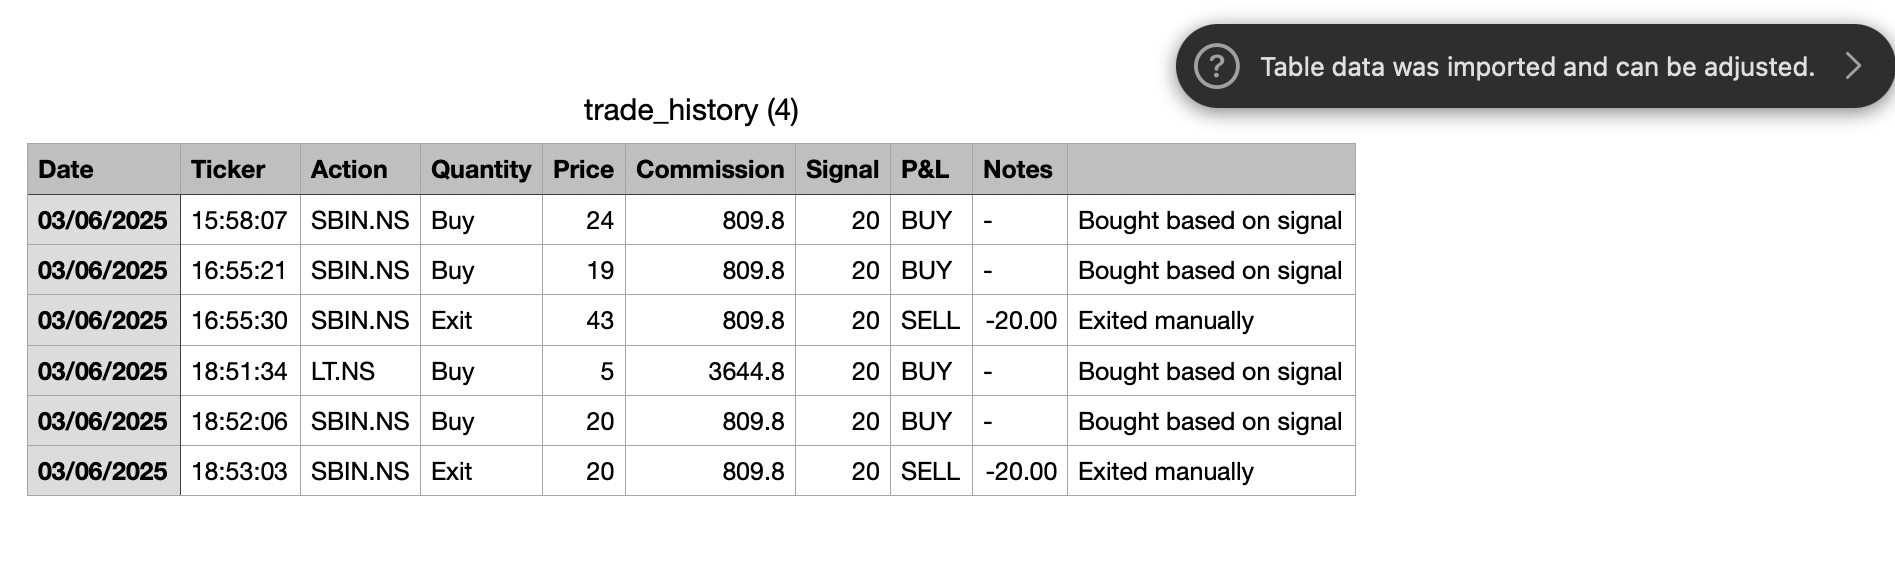 Table data was imported and can be adjusted.
trade_history (4)
Date Ticker Action Quantity Price Commission Signal P&L Notes
03/06/2025 15:58:07 SBIN.NS Buy 24 809.8 20 BUY - Bought based on signal
03/06/2025 16:55:21 SBIN.NS Buy 19 809.8 20 BUY - Bought based on signal
03/06/2025 16:55:30 SBIN.NS Exit 43 809.8 20 SELL -20.00 Exited manually
03/06/2025 18:51:34 LT.NS Buy 5 3644.8 20 BUY - Bought based on signal
03/06/2025 18:52:06 SBIN.NS Buy 20 809.8 20 BUY - Bought based on signal
03/06/2025 18:53:03 SBIN.NS Exit 20 809.8 20 SELL -20.00 Exited manually